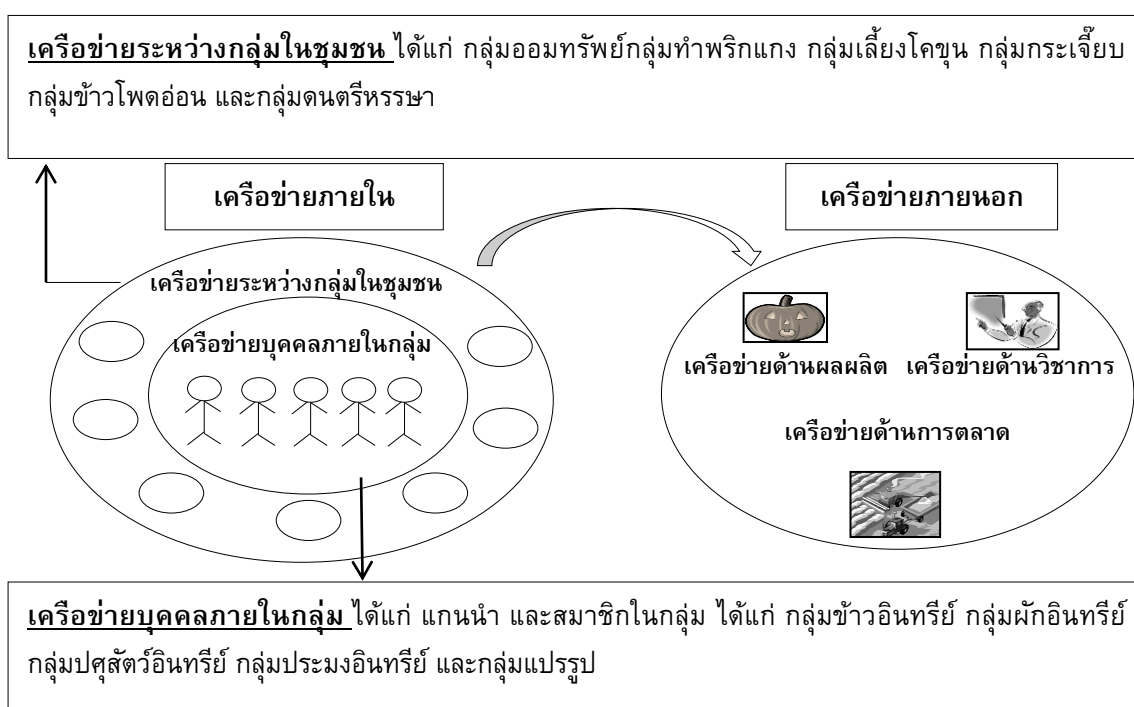 เครือข่ายระหว่างกลุ่มในชุมชน ได้แก่ กลุ่มออมทรัพย์กลุ่มทำพริกแกง กลุ่มเลี้ยงโคขุน กลุ่มกระเจี๊ยบ
กลุ่มข้าวโพดอ่อน และกลุ่มดนตรีหรรษา
เครือข่ายภายใน
เครือข่ายภายนอก
เครือข่ายระหว่างกลุ่มในชุมชน
เครือข่ายบุคคลภายในกลุ่ม
เครือข่ายด้านผลผลิต เครือข่ายด้านวิชาการ
เครือข่ายด้านการตลาด
เครือข่ายบุคคลภายในกลุ่ม ได้แก่ แกนนำ และสมาชิกในกลุ่ม ได้แก่ กลุ่มข้าวอินทรีย์ กลุ่มผักอินทรีย์
กลุ่มปศุสัตว์อินทรีย์ กลุ่มประมงอินทรีย์ และกลุ่มแปรรูป